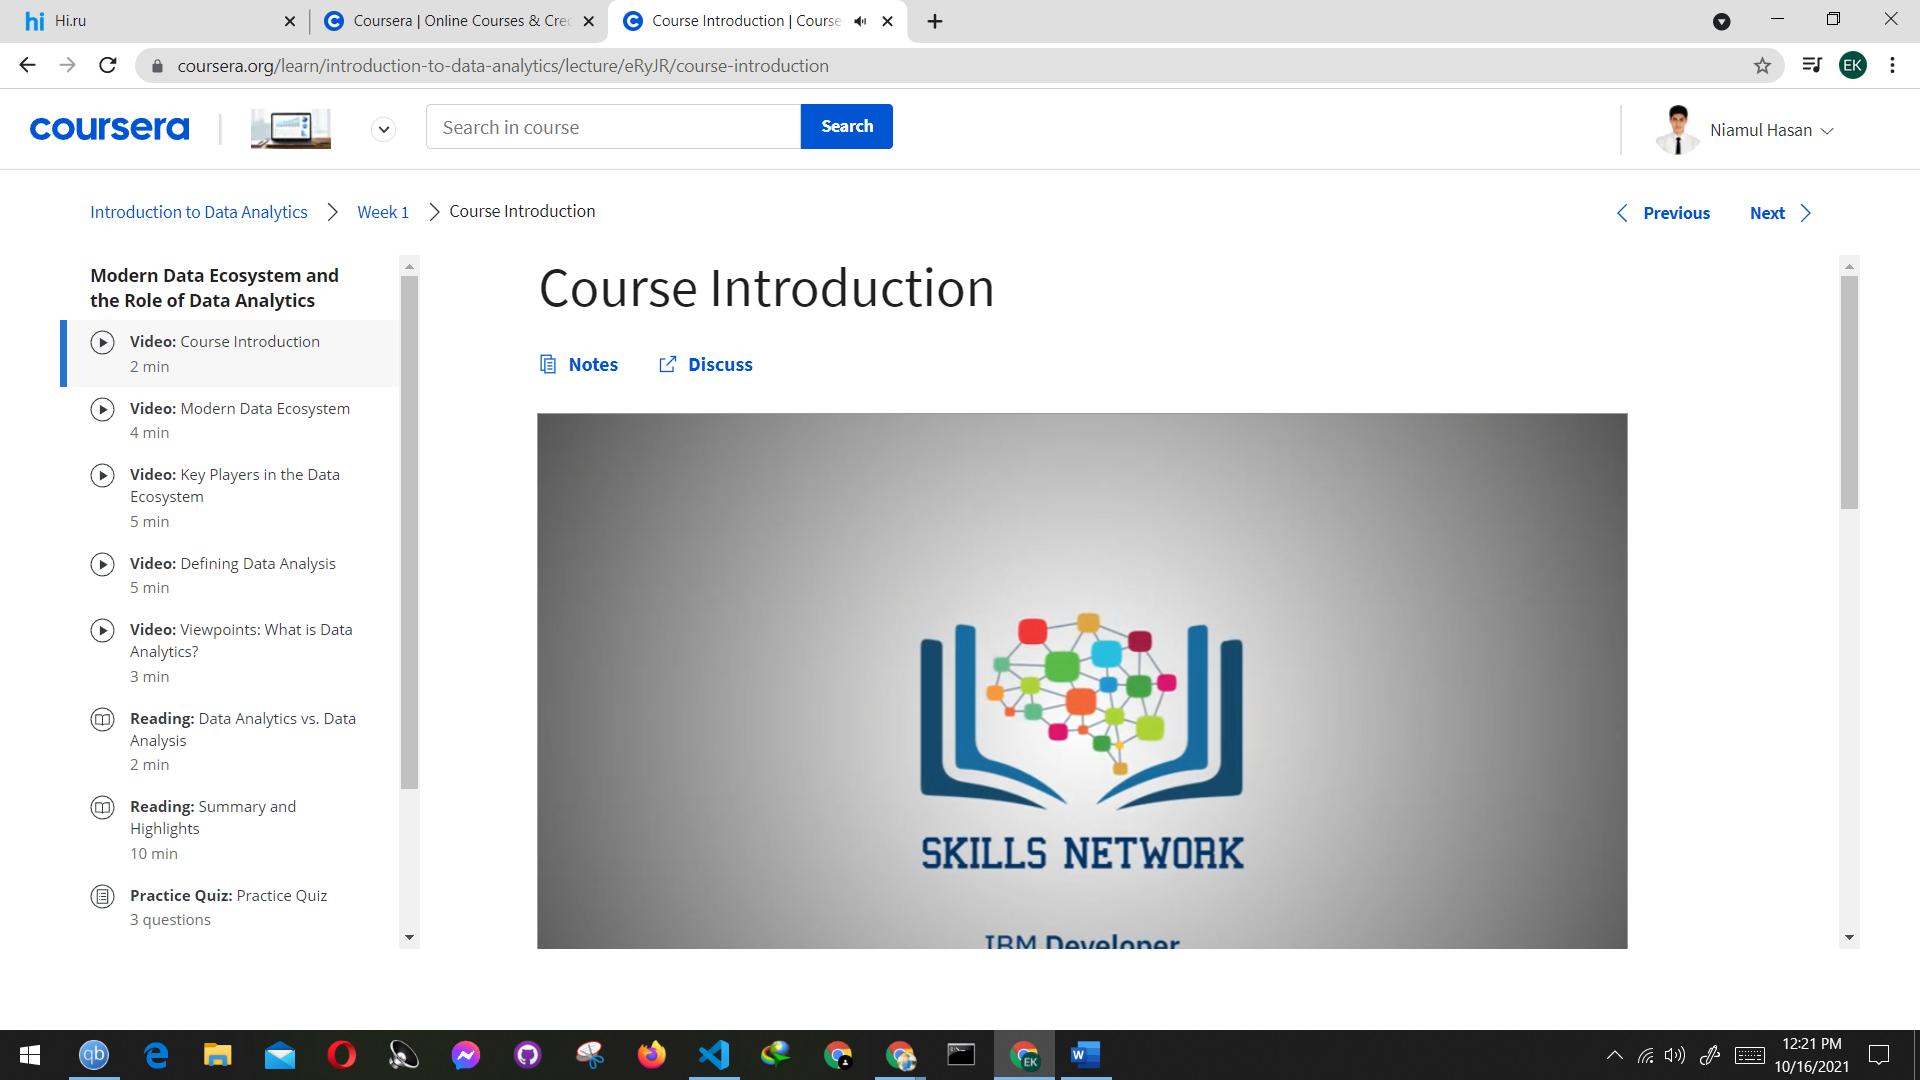 Hi.ru
Coursera | Online Courses & Cre
Course Introduction | Course
coursera.org/learn/introduction-to-data-analytics/lecture/eRyJR/course-introduction
EK
coursera
Search in course
Search
Niamul Hasan
Introduction to Data Analytics
Week 1
Course Introduction
Previous
Next
Modern Data Ecosystem and
the Role of Data Analytics
Video: Course Introduction
2 min
Video: Modern Data Ecosystem
4 min
Video: Key Players in the Data
Ecosystem
5 min
Video: Defining Data Analysis
5 min
Video: Viewpoints: What is Data
Analytics?
3 min
Reading: Data Analytics vs. Data
Analysis
2 min
Reading: Summary and
Highlights
10 min
Practice Quiz: Practice Quiz
3 questions
Course Introduction
Notes
Discuss
SKILLS NETWORK
IBM Developer
12:21 PM
10/16/2021